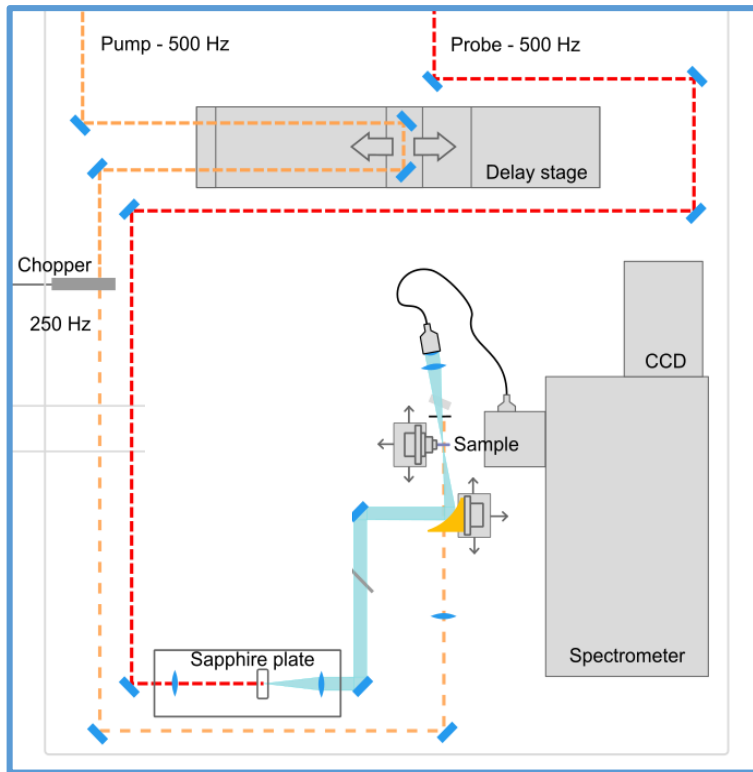 Pump - 500 Hz
Probe - 500 Hz
Delay stage
Chopper
250 Hz
CCD
Sample
Sapphire plate
Spectrometer